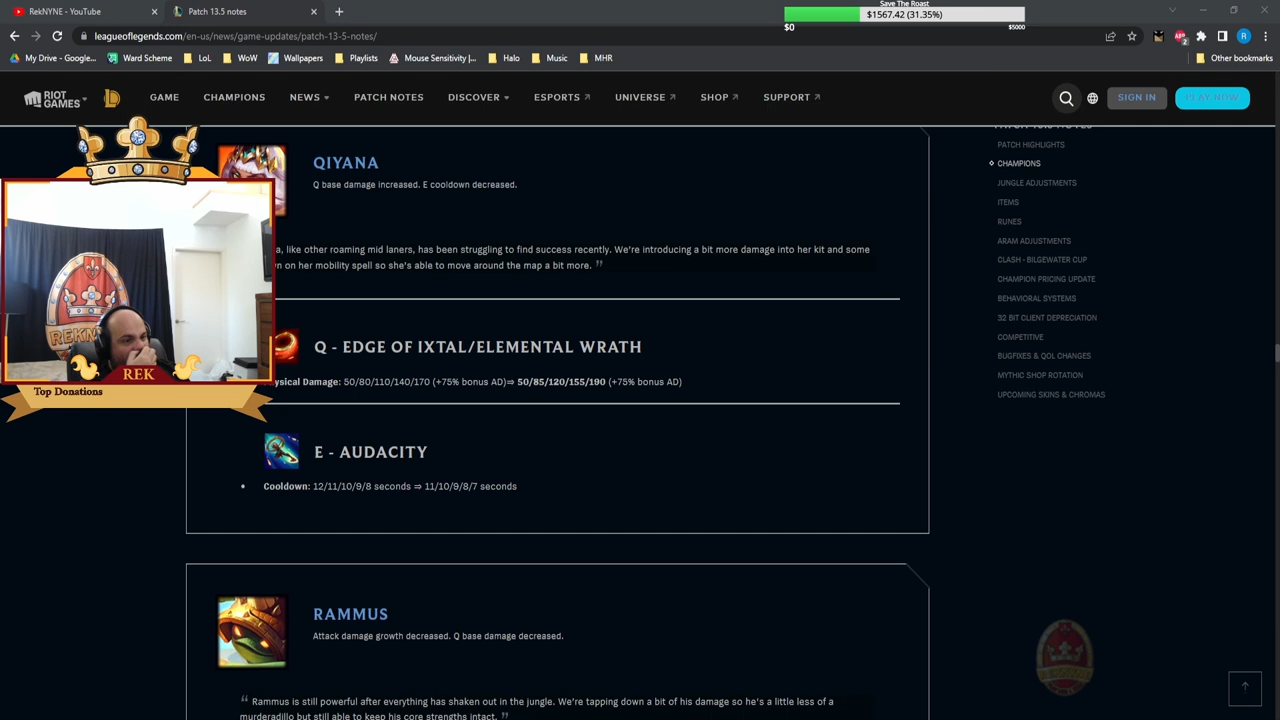 RekNYNE - YouTube
Patch 13.5 notes
Save The Roast
$1567.42 (31.35%)
$0
$5000
leagueoflegends.com/en-us/news/game-updates/patch-13-5-notes/
My Drive - Google...
Ward Scheme
LoL
WoW
Wallpapers
Playlists
Mouse Sensitivity |...
Halo
Music
MHR
Other bookmarks
RIOT GAMES
GAME
CHAMPIONS
NEWS
PATCH NOTES
DISCOVER
ESPORTS
UNIVERSE
SHOP
SUPPORT
SIGN IN
PLAY NOW
QIYANA
Q base damage increased. E cooldown decreased.
, like other roaming mid laners, has been struggling to find success recently. We're introducing a bit more damage into her kit and some
on her mobility spell so she's able to move around the map a bit more. ”
Q - EDGE OF IXTAL/ELEMENTAL WRATH
ysical Damage: 50/80/110/140/170 (+75% bonus AD)⇒ 50/85/120/155/190 (+75% bonus AD)
E - AUDACITY
• Cooldown: 12/11/10/9/8 seconds ⇒ 11/10/9/8/7 seconds
RAMMUS
Attack damage growth decreased. Q base damage decreased.
“ Rammus is still powerful after everything has shaken out in the jungle. We're tapping down a bit of his damage so he's a little less of a
murderadillo but still able to keep his core strengths intact. ”
PATCH HIGHLIGHTS
CHAMPIONS
JUNGLE ADJUSTMENTS
ITEMS
RUNES
ARAM ADJUSTMENTS
CLASH - BILGEWATER CUP
CHAMPION PRICING UPDATE
BEHAVIORAL SYSTEMS
32 BIT CLIENT DEPRECIATION
COMPETITIVE
BUGFIXES & QOL CHANGES
MYTHIC SHOP ROTATION
UPCOMING SKINS & CHROMAS
REK
Top Donations